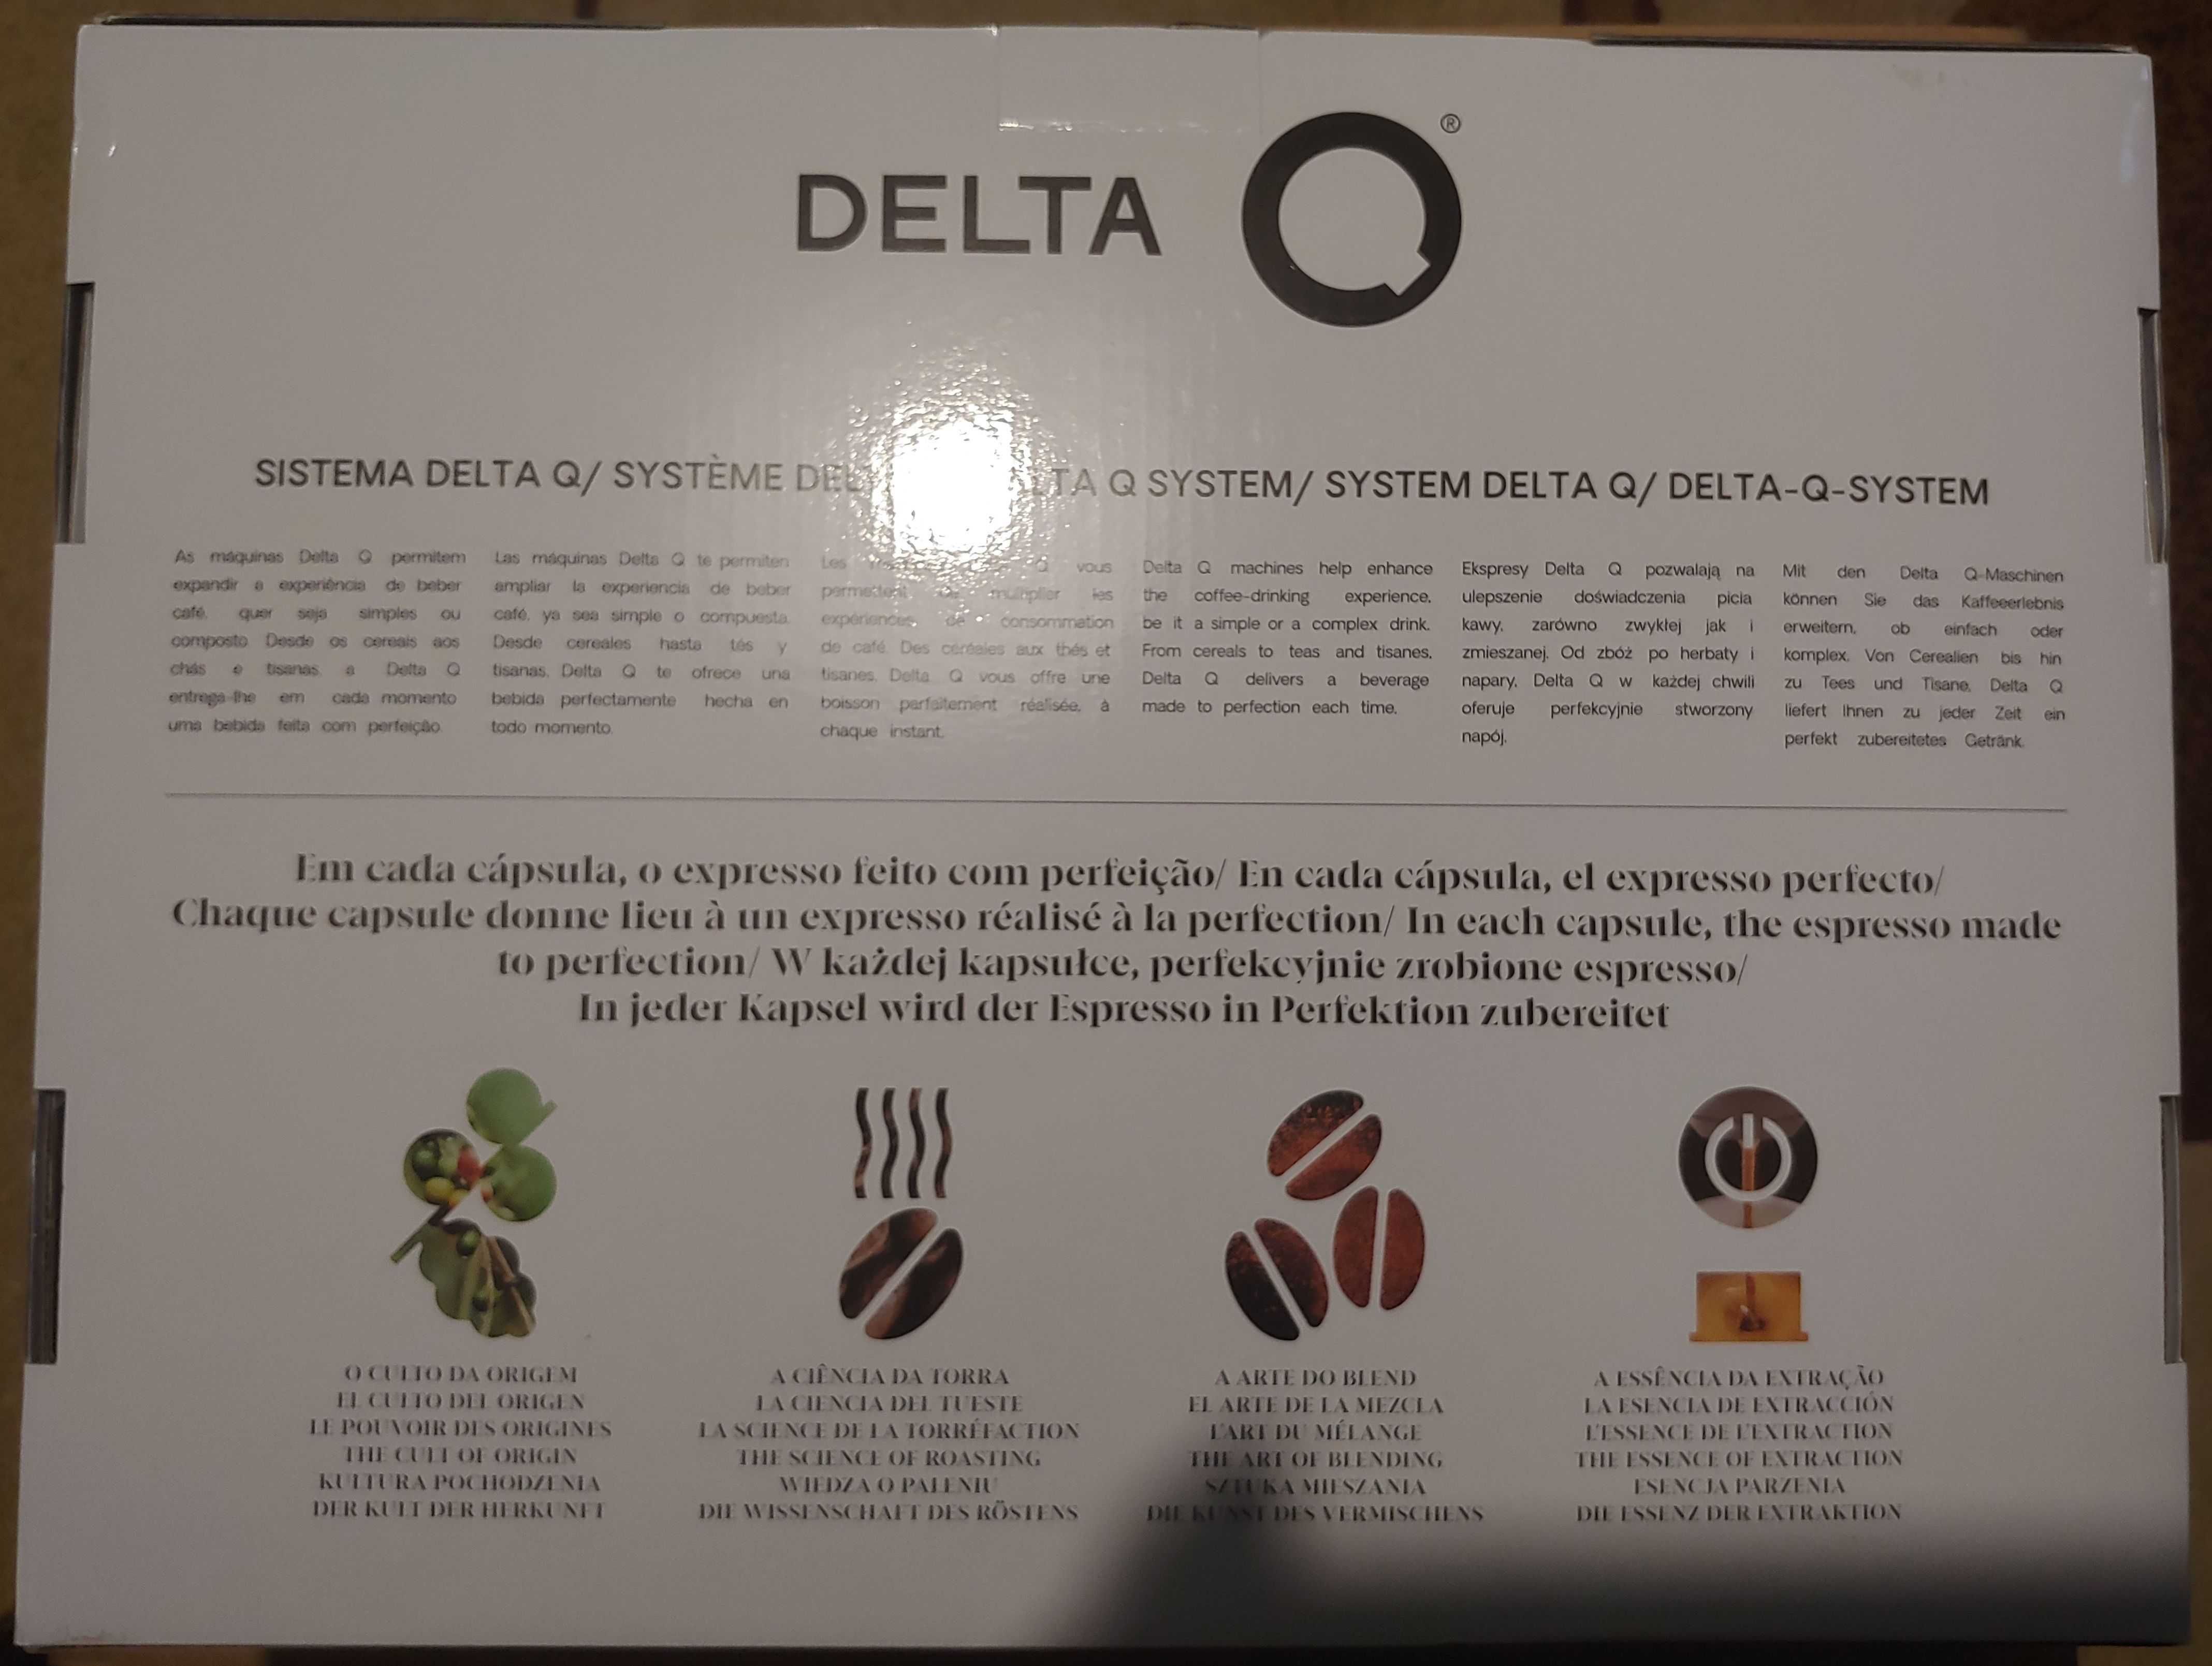 DELTA Q ®
SISTEMA DELTA Q/ SYSTÈME DEL TA Q SYSTEM/ SYSTEM DELTA Q/ DELTA-Q-SYSTEM
As máquinas Delta Q permitem
expandir a experiência de beber
café, quer seja simples ou
composto. Desde os cereais aos
chás e tisanas, a Delta Q
entrega-lhe em cada momento
uma bebida feita com perfeição.
Las máquinas Delta Q te permiten
ampliar la experiencia de beber
café, ya sea simple o compuesta.
Desde cereales hasta tés y
tisanas, Delta Q te ofrece una
bebida perfectamente hecha en
todo momento.
Les Q vous
permettent de multiplier les
expériences de consommation
de café. Des céréales aux thés et
tisanes, Delta Q vous offre une
boisson parfaitement réalisée, à
chaque instant.
Delta Q machines help enhance
the coffee-drinking experience,
be it a simple or a complex drink.
From cereals to teas and tisanes,
Delta Q delivers a beverage
made to perfection each time.
Ekspresy Delta Q pozwalają na
ulepszenie doświadczenia picia
kawy, zarówno zwykłej jak i
zmieszanej. Od zbóż po herbaty i
napary, Delta Q w każdej chwili
oferuje perfekcyjnie stworzony
napój.
Mit den Delta Q-Maschinen
können Sie das Kaffeeerlebnis
erweitern, ob einfach oder
komplex. Von Cerealien bis hin
zu Tees und Tisane, Delta Q
liefert Ihnen zu jeder Zeit ein
perfekt zubereitetes Getränk.
Em cada cápsula, o expresso feito com perfeição/ En cada cápsula, el expresso perfecto/
Chaque capsule donne lieu à un expresso réalisé à la perfection/ In each capsule, the espresso made
to perfection/ W każdej kapsułce, perfekcyjnie zrobione espresso/
In jeder Kapsel wird der Espresso in Perfektion zubereitet
O CULTO DA ORIGEM
EL CULTO DEL ORIGEN
LE POUVOIR DES ORIGINES
THE CULT OF ORIGIN
KULTURA POCHODZENIA
DER KULT DER HERKUNFT
A CIÊNCIA DA TORRA
LA CIENCIA DEL TUESTE
LA SCIENCE DE LA TORRÉFACTION
THE SCIENCE OF ROASTING
WIEDZA O PALENIU
DIE WISSENSCHAFT DES RÖSTENS
A ARTE DO BLEND
EL ARTE DE LA MEZCLA
L'ART DU MÉLANGE
THE ART OF BLENDING
SZTUKA MIESZANIA
DIE KUNST DES VERMISCHENS
A ESSÊNCIA DA EXTRAÇÃO
LA ESENCIA DE EXTRACCIÓN
L'ESSENCE DE L'EXTRACTION
THE ESSENCE OF EXTRACTION
ESENCJA PARZENIA
DIE ESSENZ DER EXTRAKTION